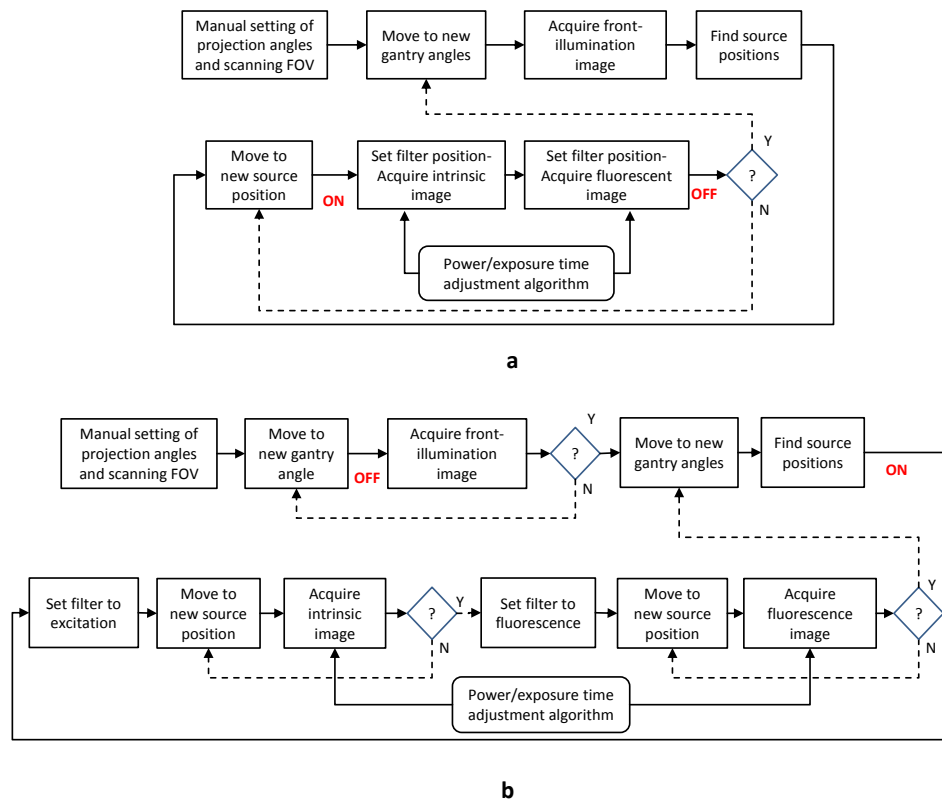 Manual setting of
projection angles
and scanning FOV
Move to new
gantry angles
Acquire front-
illumination
image
Find source
positions
Y
Move to
new source
position
ON
Set filter position-
Acquire intrinsic
image
Set filter position-
Acquire fluorescent
image
OFF
?
N
Power/exposure time
adjustment algorithm
a
Manual setting of
projection angles
and scanning FOV
Move to
new gantry
angle
OFF
Acquire front-
illumination
image
?
Y
N
Move to new
gantry angles
Find source
positions
ON
Set filter to
excitation
Move to
new source
position
Acquire
intrinsic
image
?
Y
N
Set filter to
fluorescence
Move to
new source
position
Acquire
fluorescence
image
?
Y
N
Power/exposure time
adjustment algorithm
b